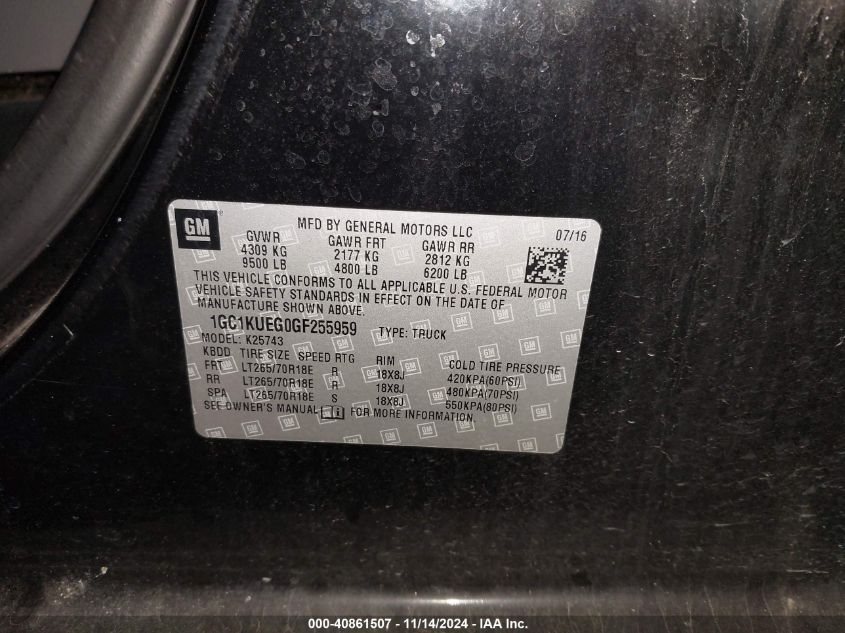 GM
MFD BY GENERAL MOTORS LLC 07/16
GVWR GAWR FRT GAWR RR
4309 KG 2177 KG 2812 KG
9500 LB 4800 LB 6200 LB
THIS VEHICLE CONFORMS TO ALL APPLICABLE U.S. FEDERAL MOTOR
VEHICLE SAFETY STANDARDS IN EFFECT ON THE DATE OF
MANUFACTURE SHOWN ABOVE.
1GC1KUEG0GF255959 TYPE: TRUCK
MODEL: K25743
KBDD TIRE SIZE SPEED RTG RIM COLD TIRE PRESSURE
FRT LT265/70R18E R 18X8J 420KPA(60PSI)
RR LT265/70R18E R 18X8J 480KPA(70PSI)
SPA LT265/70R18E S 18X8J 550KPA(80PSI)
SEE OWNER'S MANUAL i FOR MORE INFORMATION.
000-40861507 - 11/14/2024 - IAA Inc.